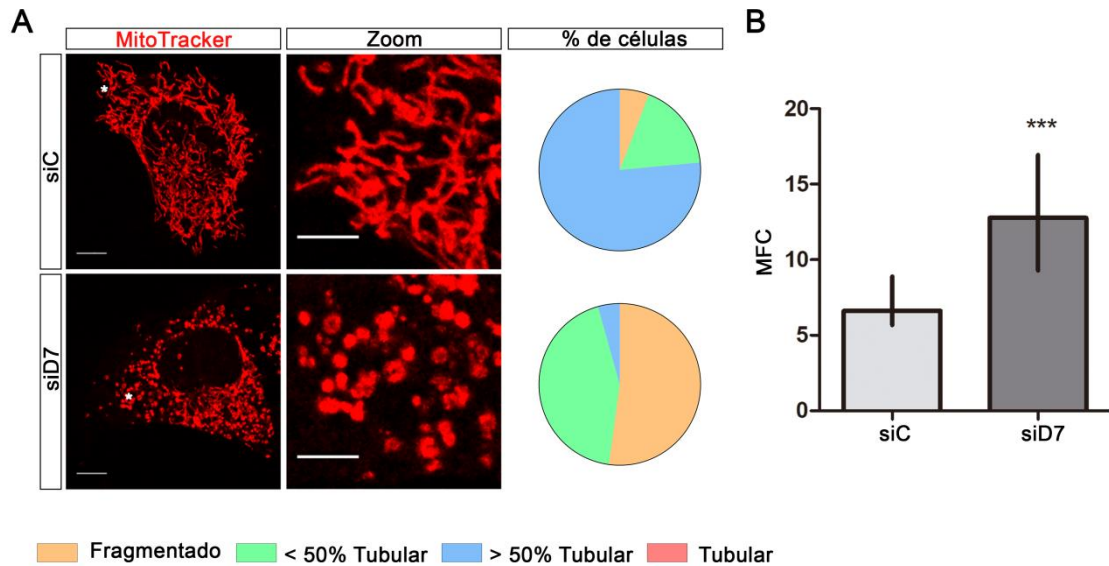 A
MitoTracker
Zoom
% de células
siC
*
siD7
*
Fragmentado
< 50% Tubular
> 50% Tubular
Tubular
B
MFC
20
15
10
5
0
***
siC
siD7